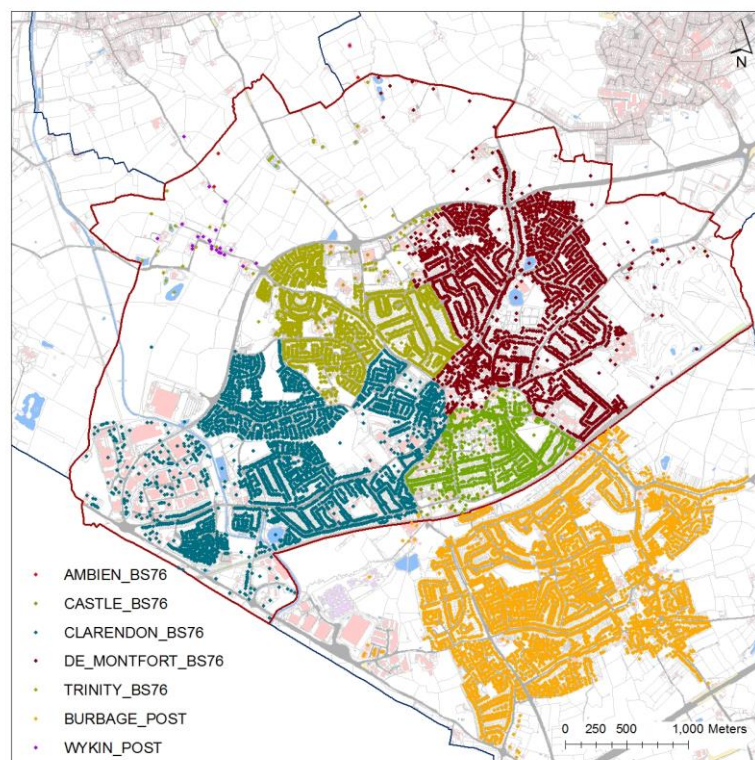 N
AMBIEN_BS76
CASTLE_BS76
CLARENDON_BS76
DE_MONTFORT_BS76
TRINITY_BS76
BURBAGE_POST
WYKIN_POST
0 250 500 1,000 Meters